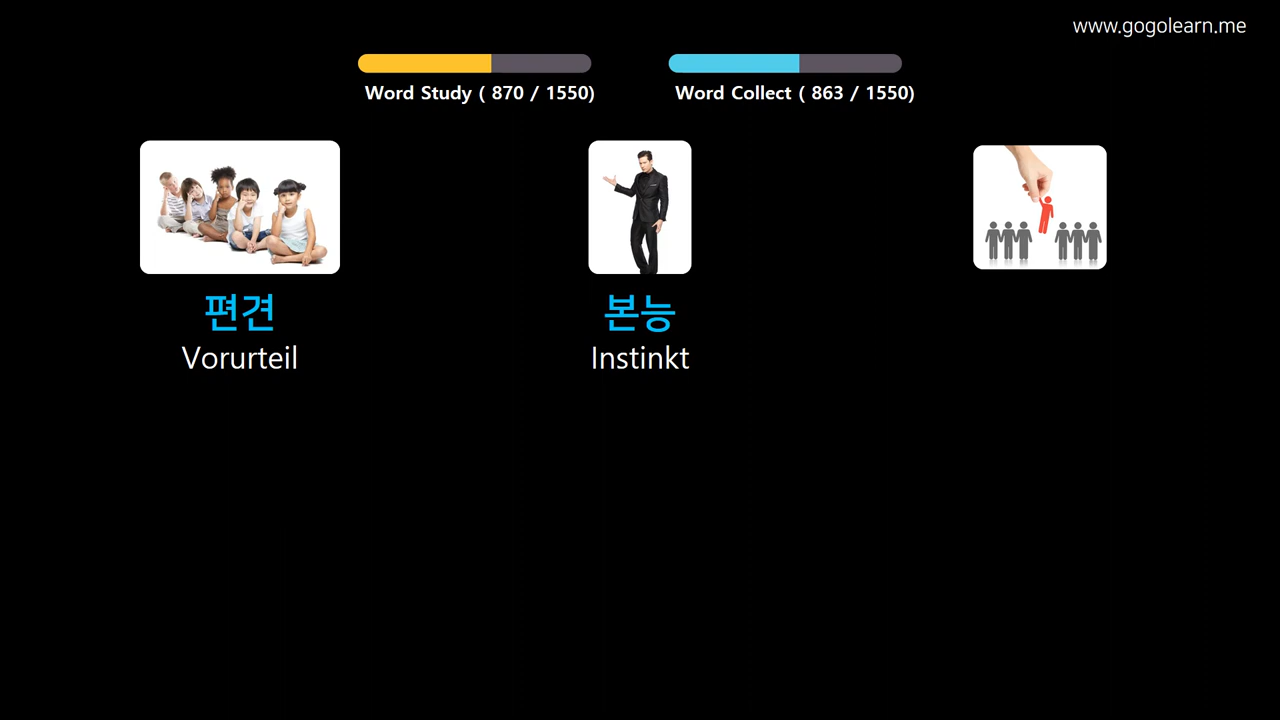 www.gogolearn.me
Word Study ( 870 / 1550)
Word Collect ( 863 / 1550)
편견
Vorurteil
본능
Instinkt